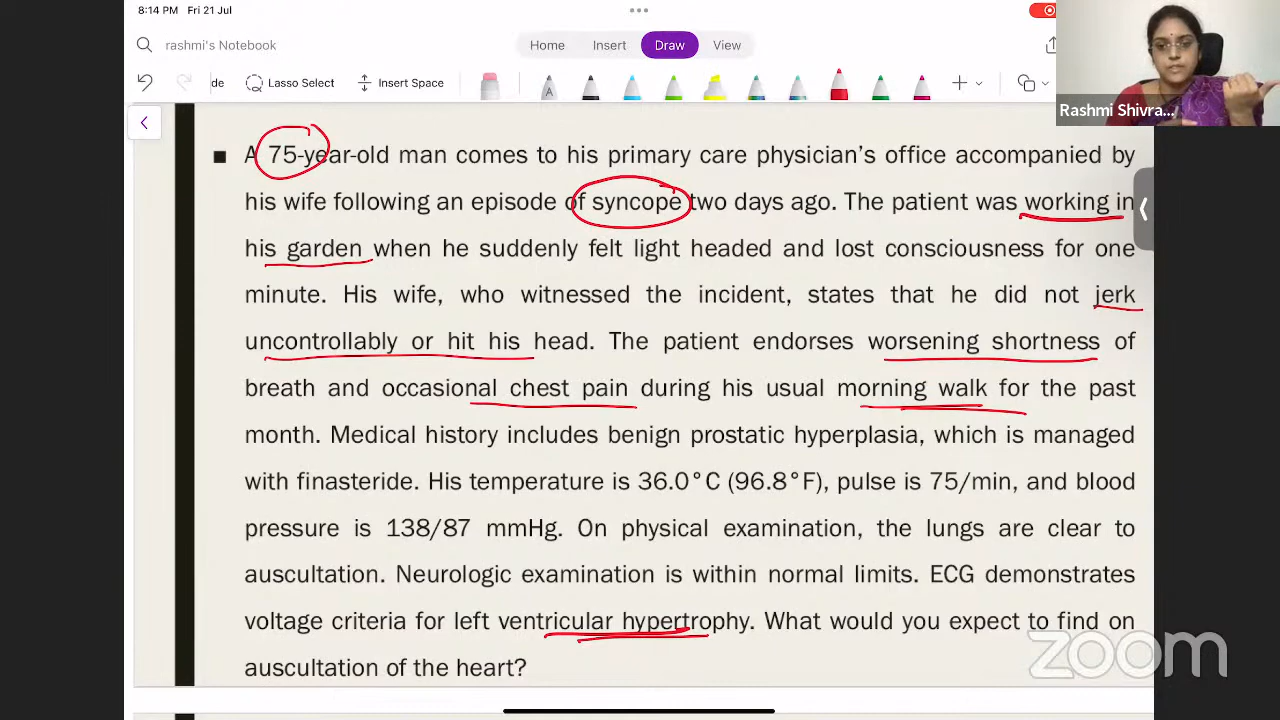 8:14 PM Fri 21 Jul
rashmi's Notebook
Home Insert Draw View
de Lasso Select Insert Space
A
Rashmi Shivra...
A 75-year-old man comes to his primary care physician's office accompanied by
his wife following an episode of syncope two days ago. The patient was working in
his garden when he suddenly felt light headed and lost consciousness for one
minute. His wife, who witnessed the incident, states that he did not jerk
uncontrollably or hit his head. The patient endorses worsening shortness of
breath and occasional chest pain during his usual morning walk for the past
month. Medical history includes benign prostatic hyperplasia, which is managed
with finasteride. His temperature is 36.0°C (96.8°F), pulse is 75/min, and blood
pressure is 138/87 mmHg. On physical examination, the lungs are clear to
auscultation. Neurologic examination is within normal limits. ECG demonstrates
voltage criteria for left ventricular hypertrophy. What would you expect to find on
auscultation of the heart?
zoom